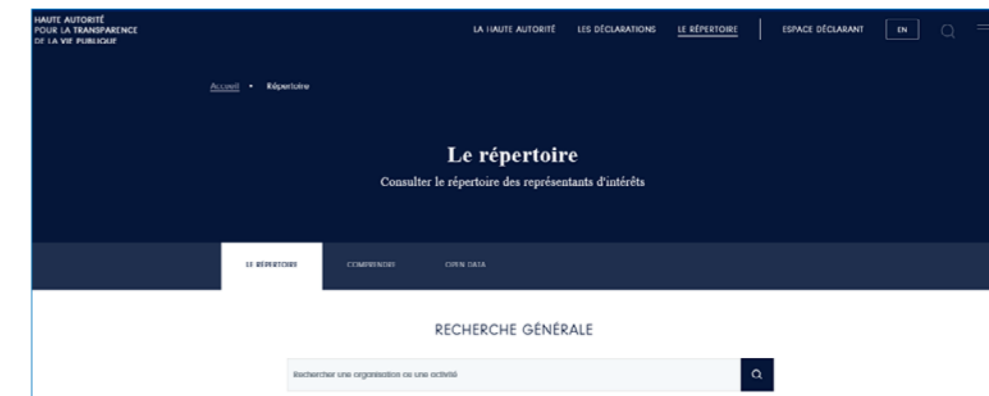 HAUTE AUTORITÉ
POUR LA TRANSPARENCE
DE LA VIE PUBLIQUE
LA HAUTE AUTORITÉ LES DÉCLARATIONS LE RÉPERTOIRE ESPACE DÉCLARANT EN
Accueil • Répertoire
Le répertoire
Consulter le répertoire des représentants d'intérêts
LE RÉPERTOIRE COMPRENDRE OPEN DATA
RECHERCHE GÉNÉRALE
Rechercher une organisation ou une activité